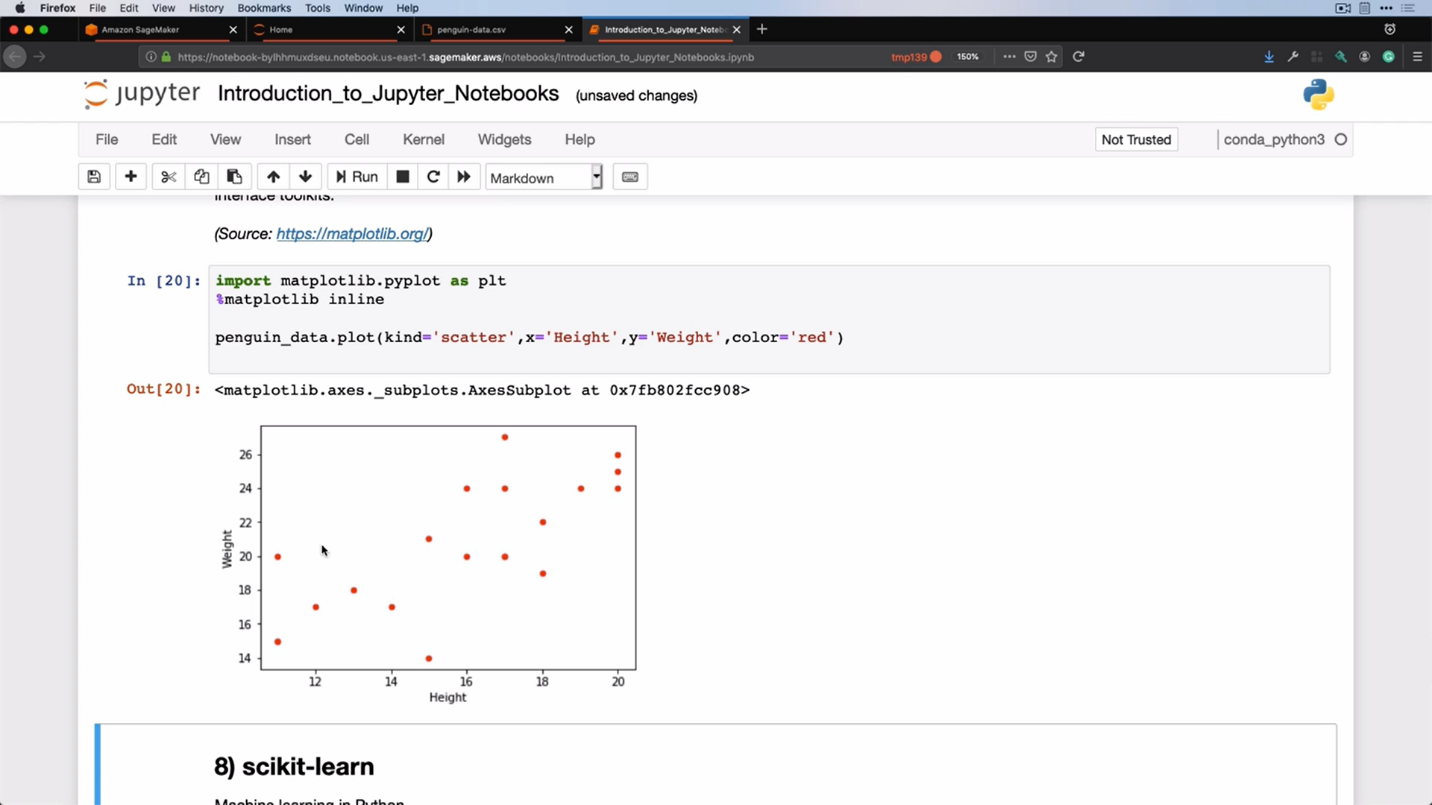 Firefox File Edit View History Bookmarks Tools Window Help
Amazon SageMaker Home penguin-data.csv Introduction_to_Jupyter_Noteb
https://notebook-bylhhmuxdseu.notebook.us-east-1.sagemaker.aws/notebooks/Introduction_to_Jupyter_Notebooks.ipynb tmp139 150%
jupyter Introduction_to_Jupyter_Notebooks (unsaved changes)
File Edit View Insert Cell Kernel Widgets Help Not Trusted conda_python3
Run Markdown
interface toolkits.
(Source: https://matplotlib.org/)
In [20]: import matplotlib.pyplot as plt
%matplotlib inline
penguin_data.plot(kind='scatter',x='Height',y='Weight',color='red')
Out[20]: <matplotlib.axes._subplots.AxesSubplot at 0x7fb802fcc908>
26
24
22
20
18
16
14
Weight
12 14 16 18 20
Height
8) scikit-learn
Machine learning in Python